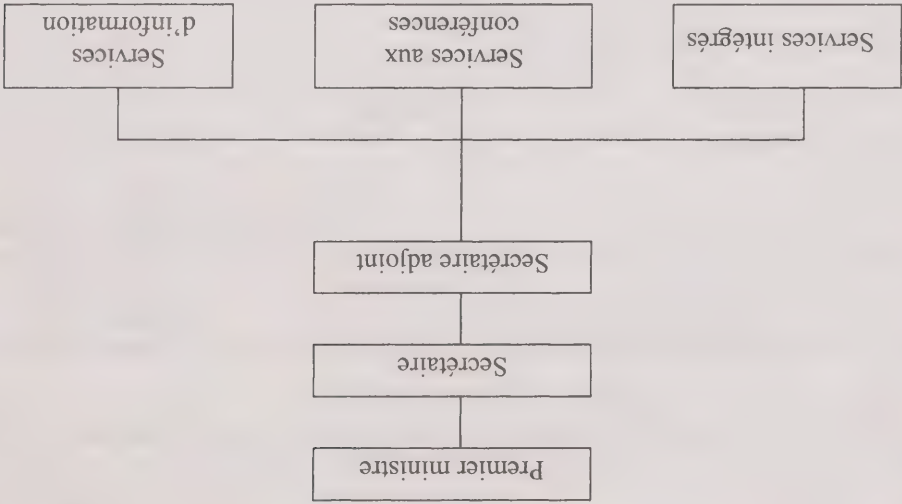 Premier ministre
Secrétaire
Secrétaire adjoint
Services intégrés
Services aux
conférences
Services
d'information